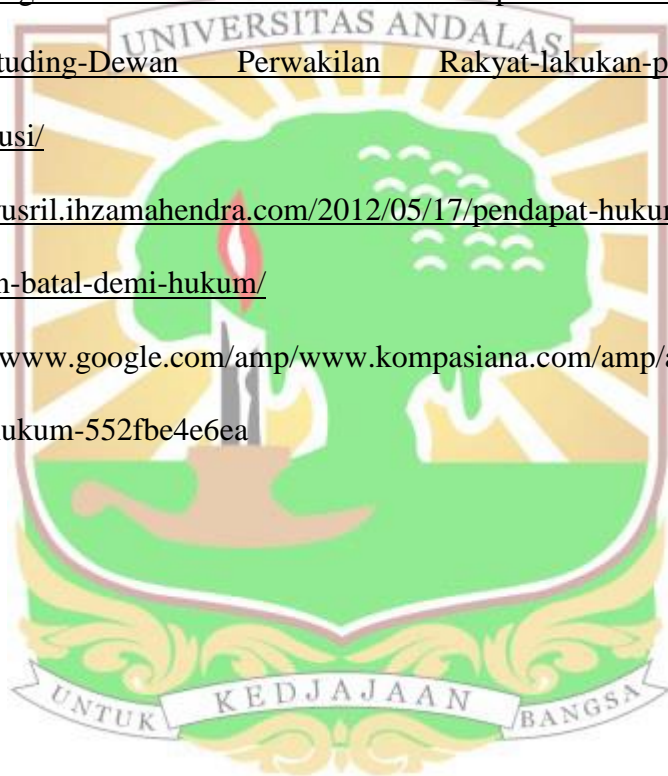 UNIVERSITAS ANDALAS
tuding-Dewan Perwakilan Rakyat-lakukan-p
usi/
usril.ihzamahendra.com/2012/05/17/pendapat-hukum
n-batal-demi-hukum/
www.google.com/amp/www.kompasiana.com/amp/a
hukum-552fbe4e6ea
UNTUK KEDJAJAAN BANGSA